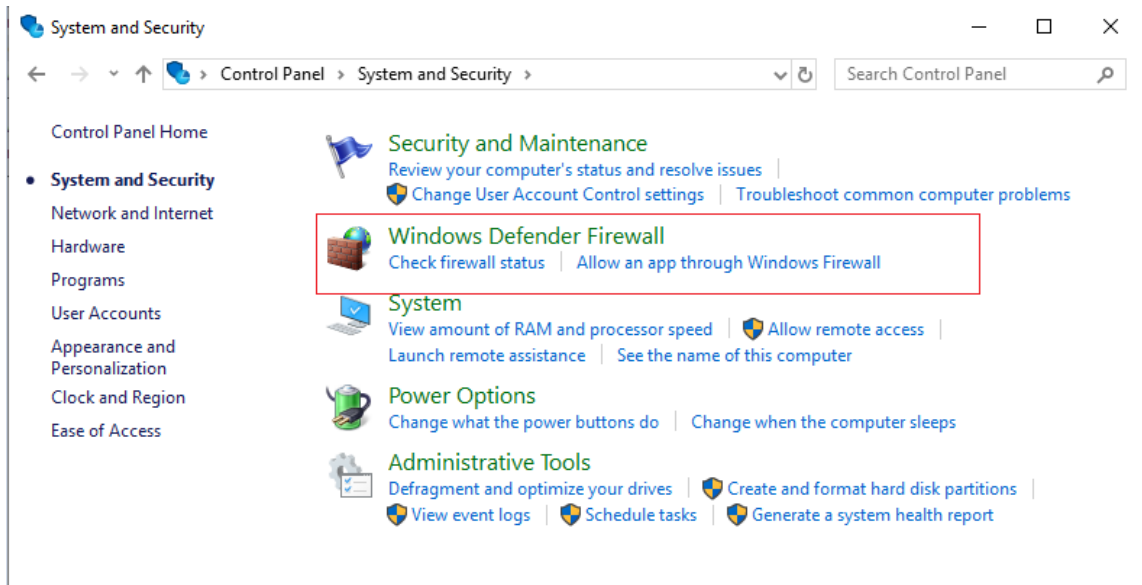 System and Security
Control Panel > System and Security >
Search Control Panel
Control Panel Home
System and Security
Network and Internet
Hardware
Programs
User Accounts
Appearance and
Personalization
Clock and Region
Ease of Access
Security and Maintenance
Review your computer's status and resolve issues
Change User Account Control settings | Troubleshoot common computer problems
Windows Defender Firewall
Check firewall status | Allow an app through Windows Firewall
System
View amount of RAM and processor speed | Allow remote access
Launch remote assistance | See the name of this computer
Power Options
Change what the power buttons do | Change when the computer sleeps
Administrative Tools
Defragment and optimize your drives | Create and format hard disk partitions
View event logs | Schedule tasks | Generate a system health report